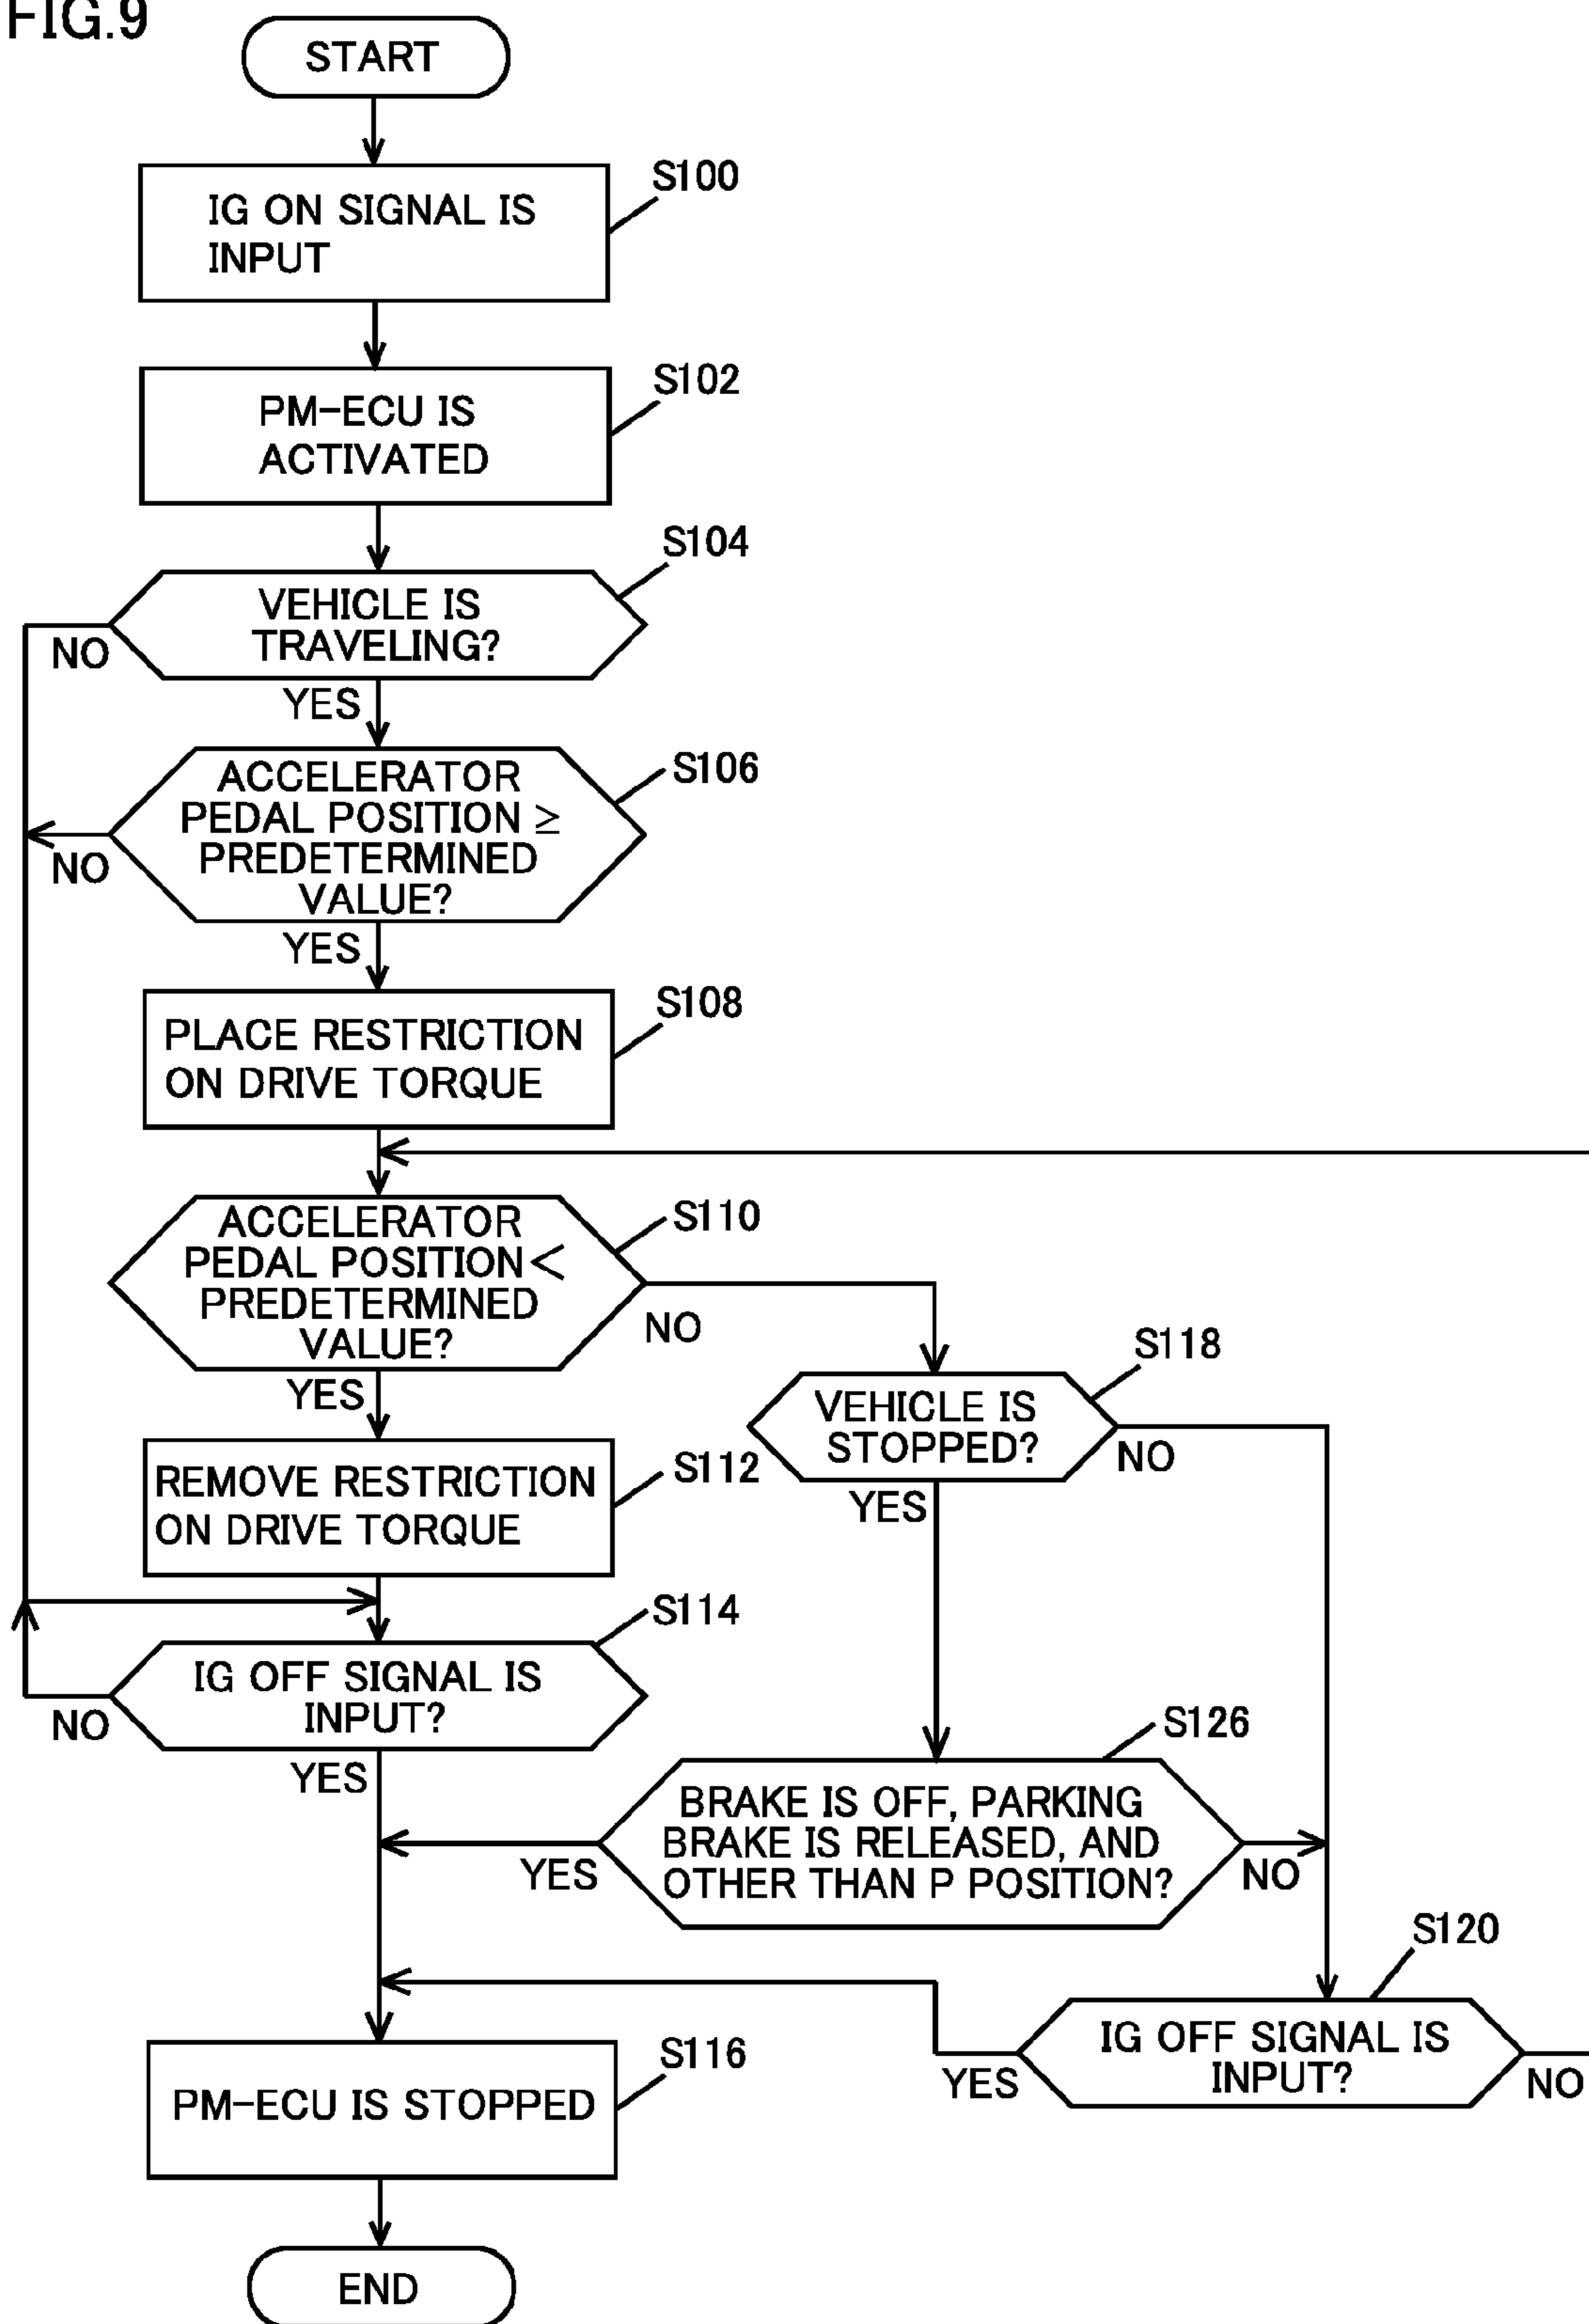 FIG.9
START
S100
IG ON SIGNAL IS
INPUT
S102
PM-ECU IS
ACTIVATED
S104
VEHICLE IS
TRAVELING?
NO
YES
S106
ACCELERATOR
PEDAL POSITION ≥
PREDETERMINED
VALUE?
NO
YES
S108
PLACE RESTRICTION
ON DRIVE TORQUE
S110
ACCELERATOR
PEDAL POSITION <
PREDETERMINED
VALUE?
NO
YES
S118
VEHICLE IS
STOPPED?
NO
YES
S112
REMOVE RESTRICTION
ON DRIVE TORQUE
S114
IG OFF SIGNAL IS
INPUT?
NO
YES
S126
BRAKE IS OFF, PARKING
BRAKE IS RELEASED, AND
OTHER THAN P POSITION?
YES
NO
S120
IG OFF SIGNAL IS
INPUT?
YES
NO
S116
PM-ECU IS STOPPED
END